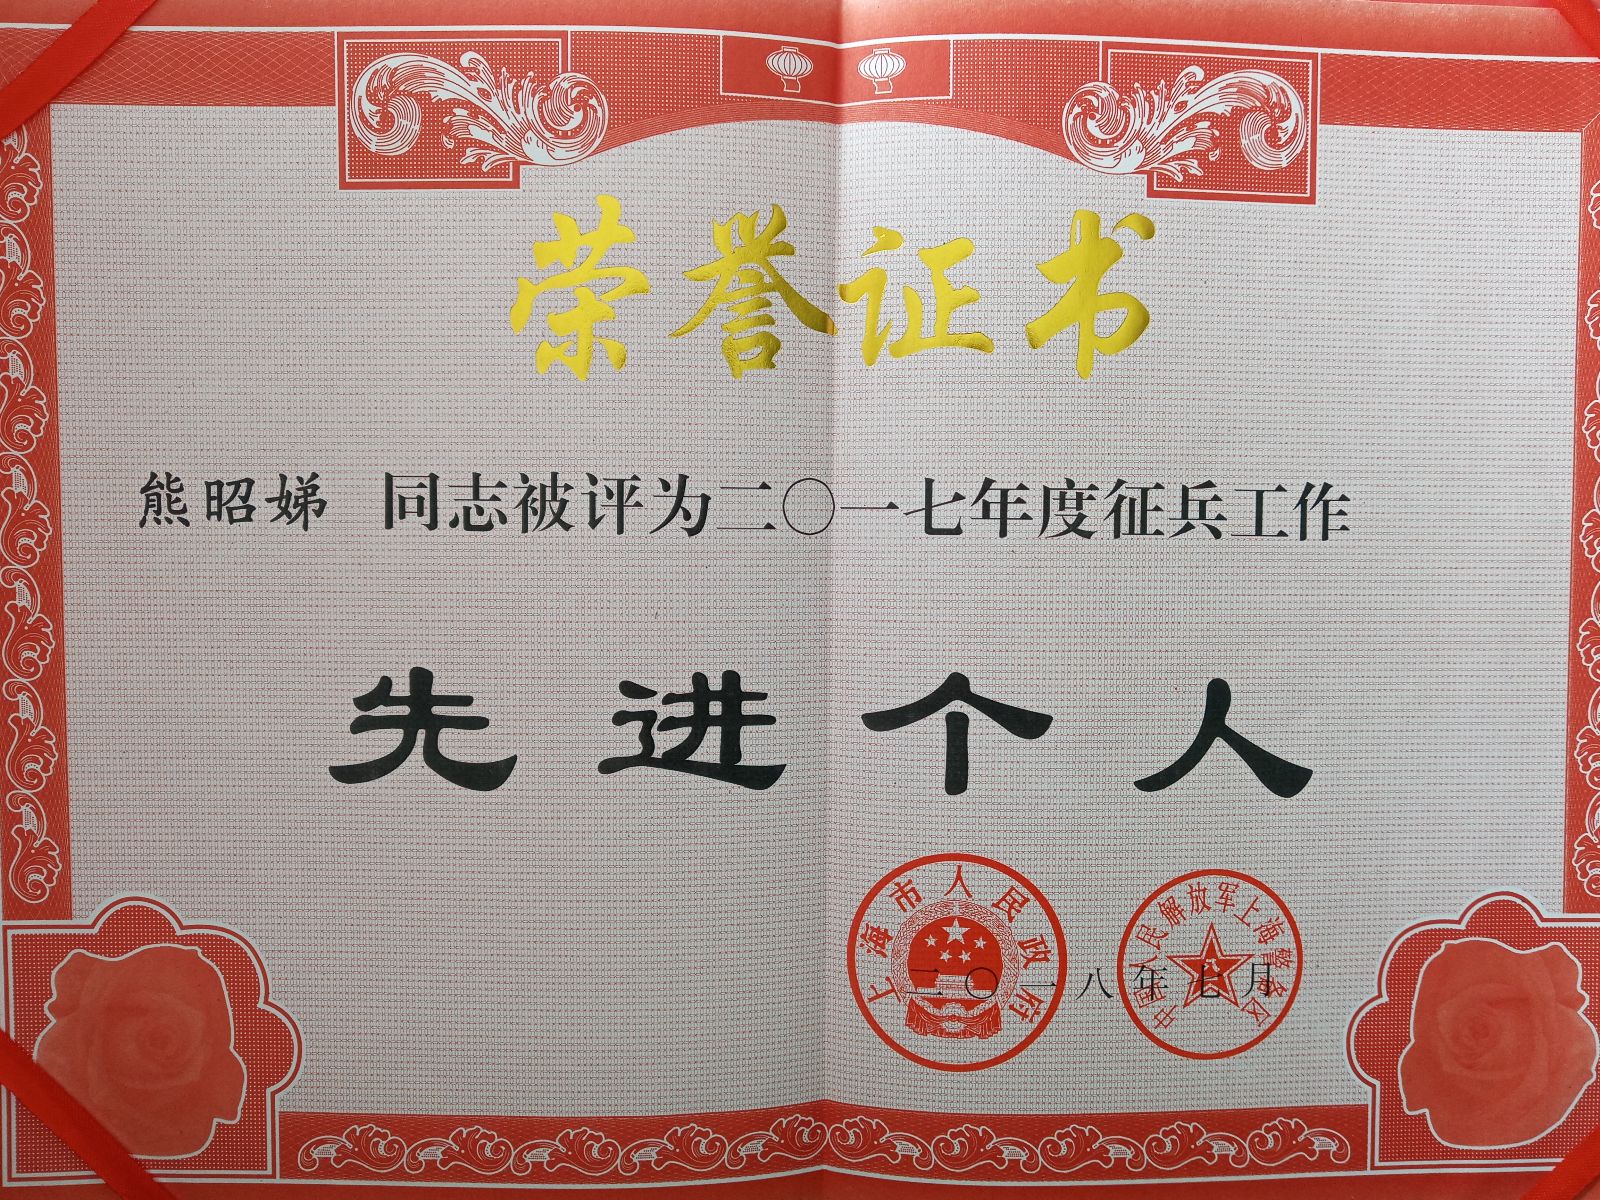 荣誉证书
熊昭娣 同志被评为二〇一七年度征兵工作
先进个人
上海市人民政府
中国人民解放军上海警备区
二〇一八年七月